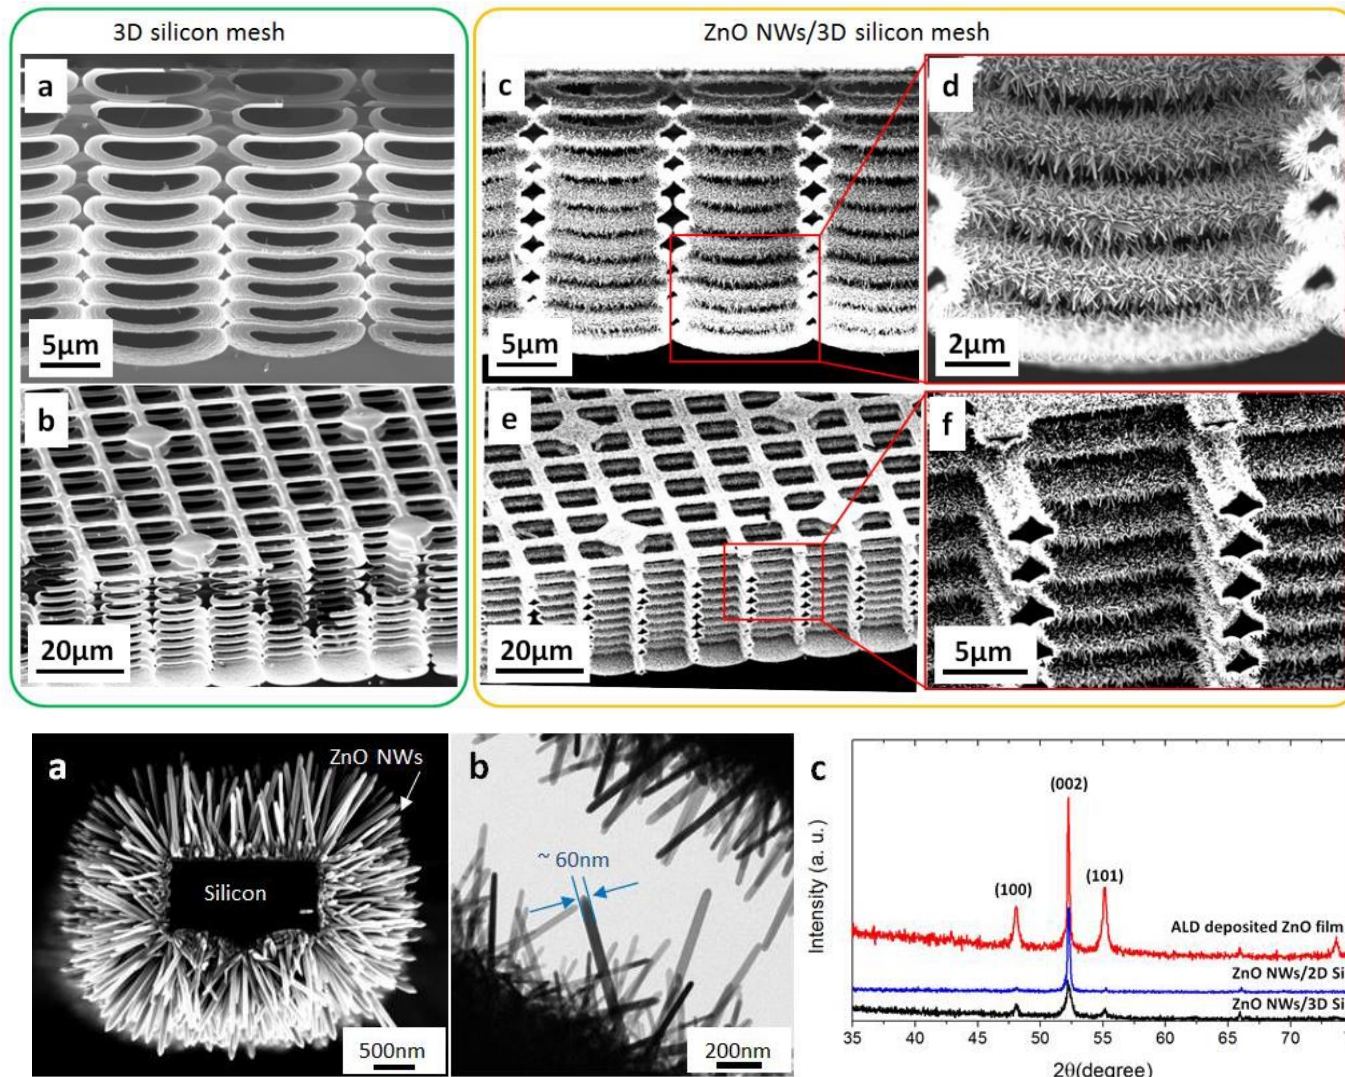 3D silicon mesh
ZnO NWs/3D silicon mesh
a
5μm
c
5μm
d
2μm
b
20μm
e
20μm
f
5μm
a
ZnO NWs
Silicon
500nm
b
~ 60nm
200nm
c
Intensity (a. u.)
(100)
(002)
(101)
ALD deposited ZnO film
ZnO NWs/2D Si
ZnO NWs/3D Si
35 40 45 50 55 60 65 70
2θ(degree)